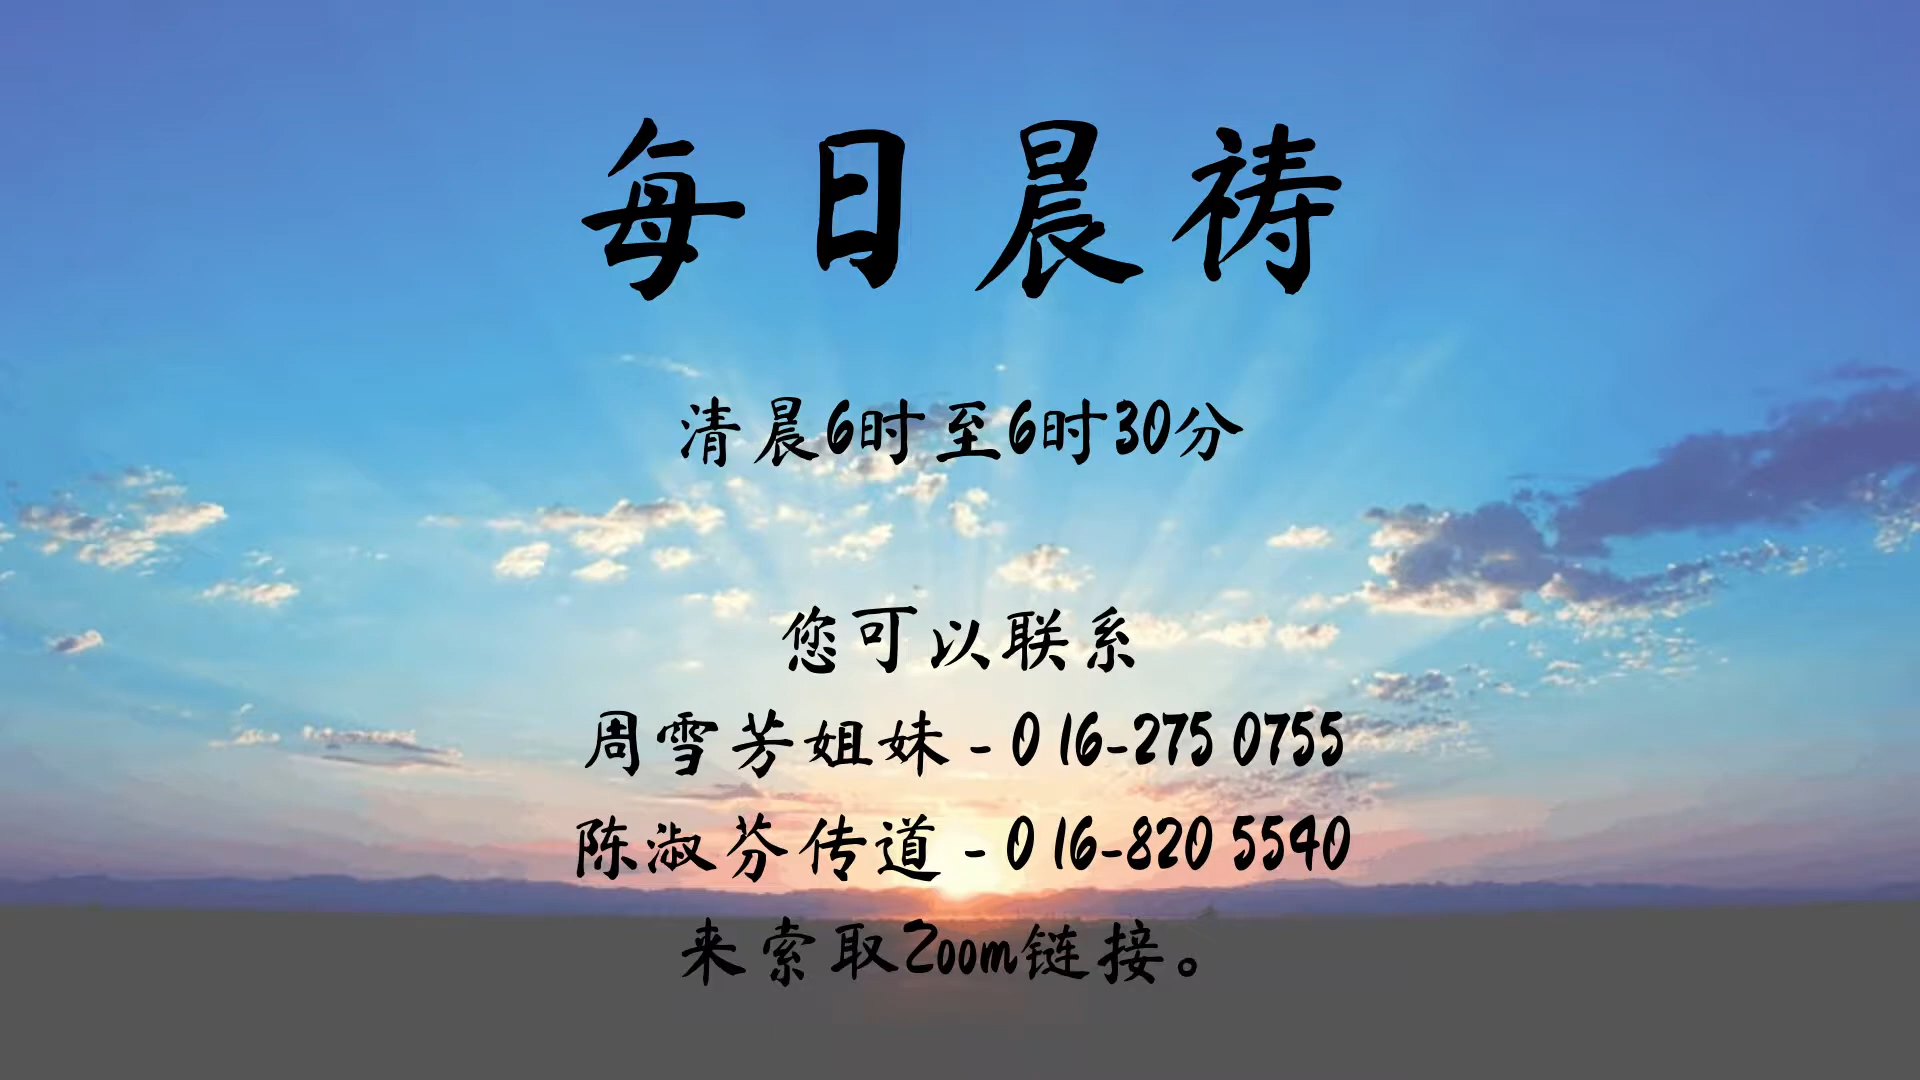 每日晨祷
清晨6时至6时30分
您可以联系
周雪芳姐妹 - 016-275 0755
陈淑芬传道 - 016-820 5540
来索取Zoom链接。